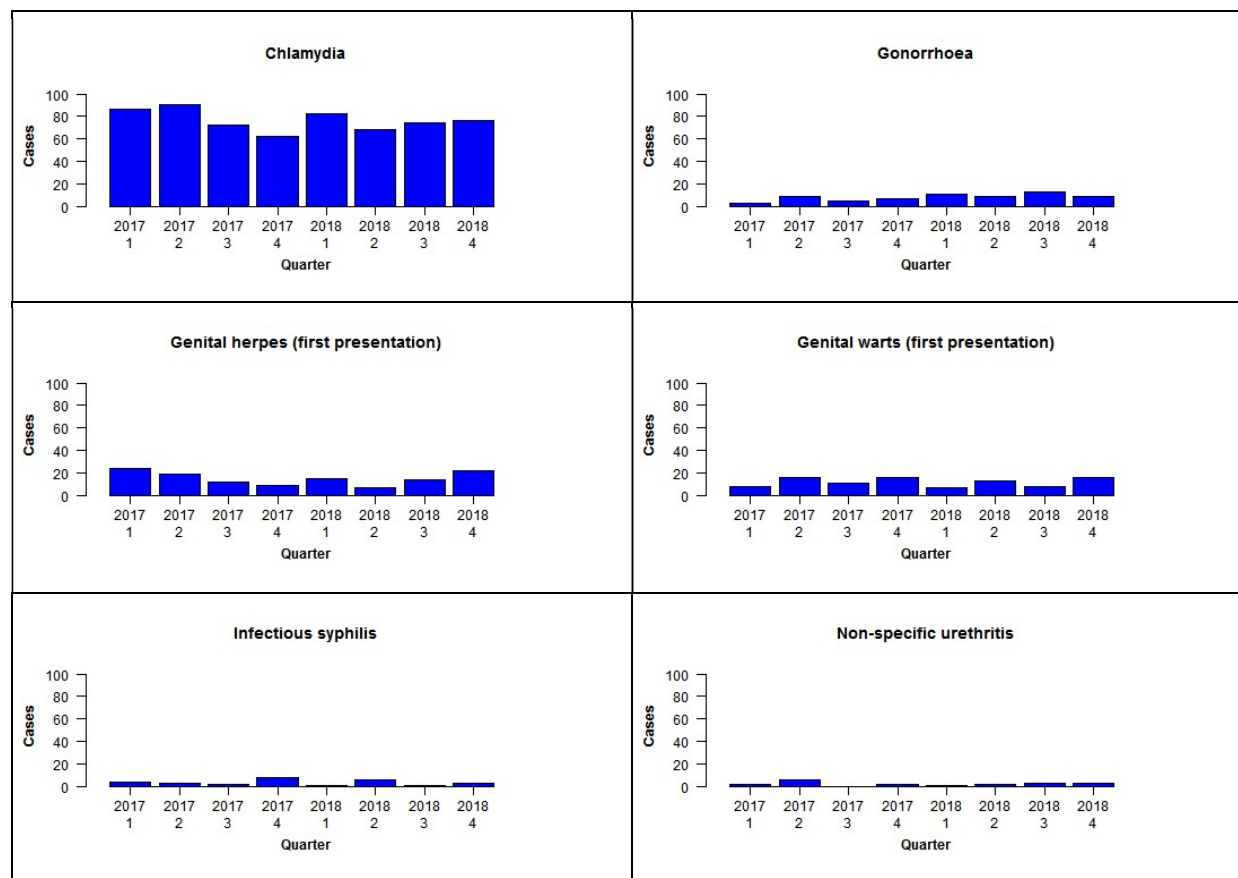 Chlamydia
Cases
100
80
60
40
20
0
2017 2017 2017 2017 2018 2018 2018 2018
1 2 3 4 1 2 3 4
Quarter
Gonorrhoea
Cases
100
80
60
40
20
0
2017 2017 2017 2017 2018 2018 2018 2018
1 2 3 4 1 2 3 4
Quarter
Genital herpes (first presentation)
Cases
100
80
60
40
20
0
2017 2017 2017 2017 2018 2018 2018 2018
1 2 3 4 1 2 3 4
Quarter
Genital warts (first presentation)
Cases
100
80
60
40
20
0
2017 2017 2017 2017 2018 2018 2018 2018
1 2 3 4 1 2 3 4
Quarter
Infectious syphilis
Cases
100
80
60
40
20
0
2017 2017 2017 2017 2018 2018 2018 2018
1 2 3 4 1 2 3 4
Quarter
Non-specific urethritis
Cases
100
80
60
40
20
0
2017 2017 2017 2017 2018 2018 2018 2018
1 2 3 4 1 2 3 4
Quarter